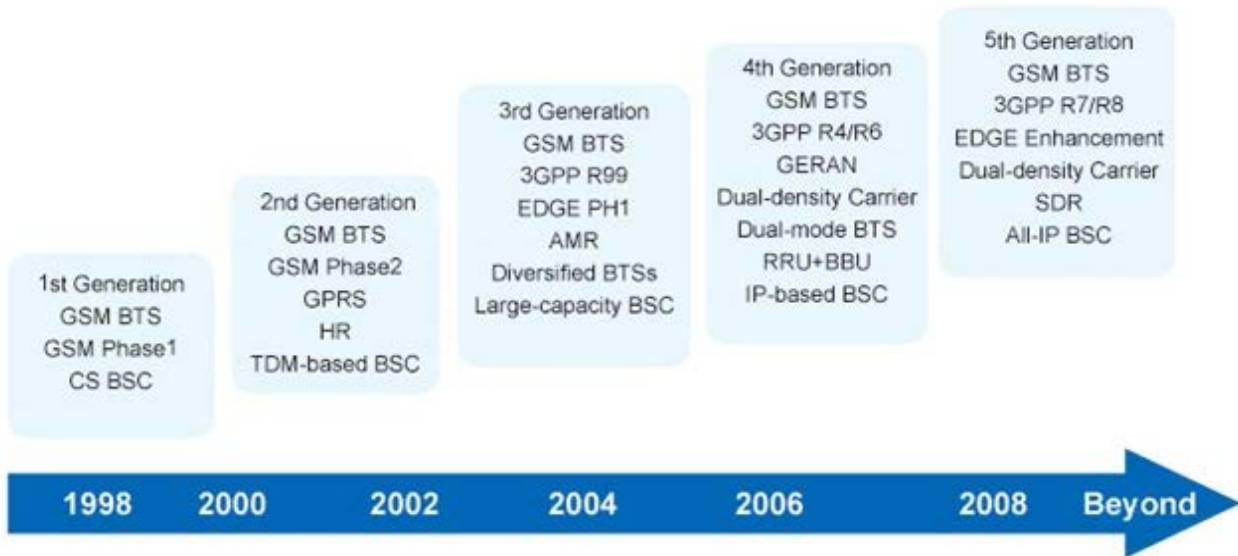 1st Generation
GSM BTS
GSM Phase1
CS BSC
2nd Generation
GSM BTS
GSM Phase2
GPRS
HR
TDM-based BSC
3rd Generation
GSM BTS
3GPP R99
EDGE PH1
AMR
Diversified BTSs
Large-capacity BSC
4th Generation
GSM BTS
3GPP R4/R6
GERAN
Dual-density Carrier
Dual-mode BTS
RRU+BBU
IP-based BSC
5th Generation
GSM BTS
3GPP R7/R8
EDGE Enhancement
Dual-density Carrier
SDR
All-IP BSC
1998 2000 2002 2004 2006 2008 Beyond